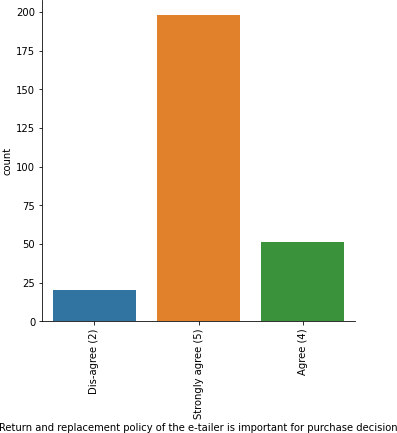 200
175
150
125
100
75
50
25
0
count
Dis-agree (2)
Strongly agree (5)
Agree (4)
Return and replacement policy of the e-tailer is important for purchase decision